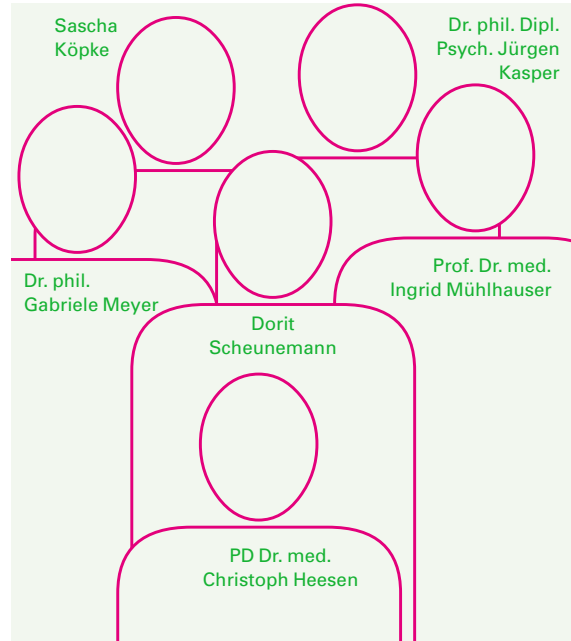 Sascha
Köpke
Dr. phil. Dipl.
Psych. Jürgen
Kasper
Dr. phil.
Gabriele Meyer
Prof. Dr. med.
Ingrid Mühlhauser
Dorit
Scheunemann
PD Dr. med.
Christoph Heesen